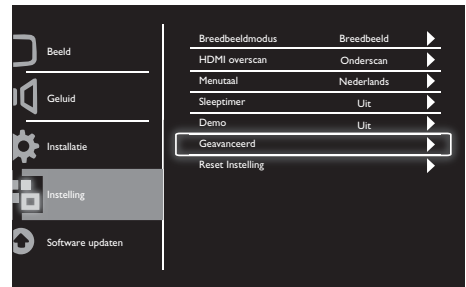 Beeld
Geluid
Installatie
Instelling
Software updaten
Breedbeeldmodus Breedbeeld
HDMI overscan Onderscan
Menutaal Nederlands
Sleeptimer Uit
Demo Uit
Geavanceerd
Reset Instelling